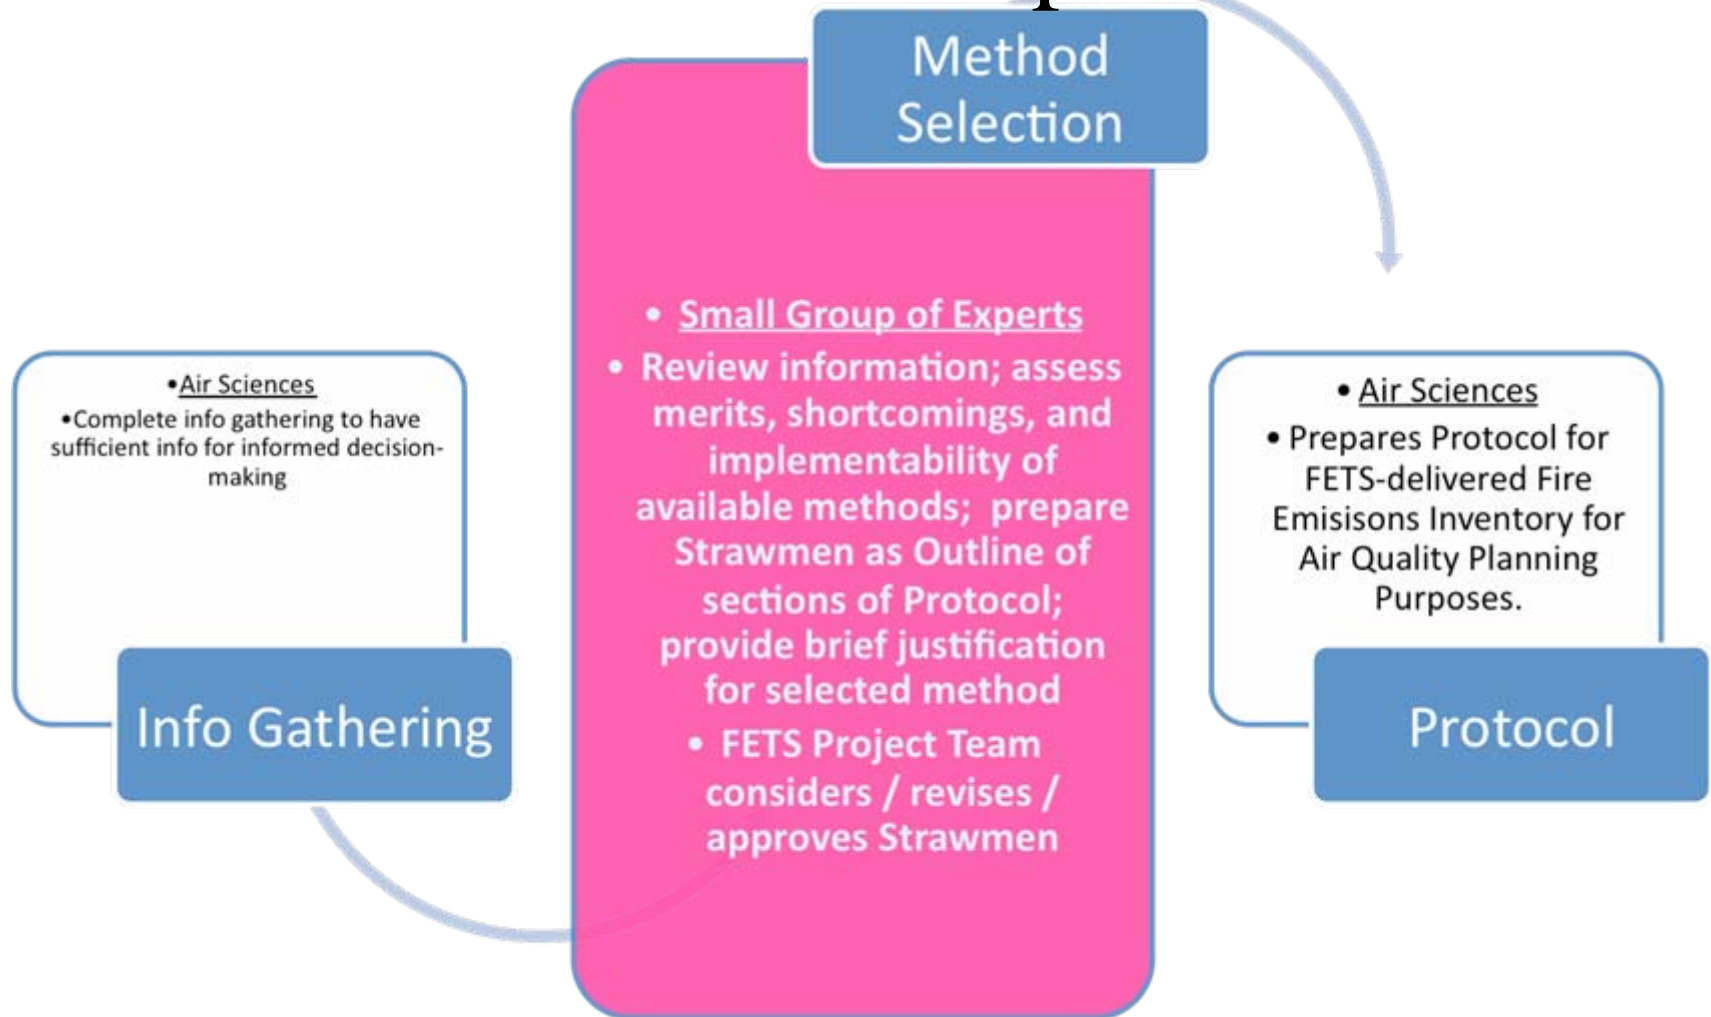 •Air Sciences
•Complete info gathering to have
sufficient info for informed decision-
making
Info Gathering
Method
Selection
• Small Group of Experts
• Review information; assess
merits, shortcomings, and
implementability of
available methods;  prepare
Strawmen as Outline of
sections of Protocol;
provide brief justification
for selected method
• FETS Project Team
considers / revises /
approves Strawmen
• Air Sciences
• Prepares Protocol for
FETS-delivered Fire
Emisisons Inventory for
Air Quality Planning
Purposes.
Protocol